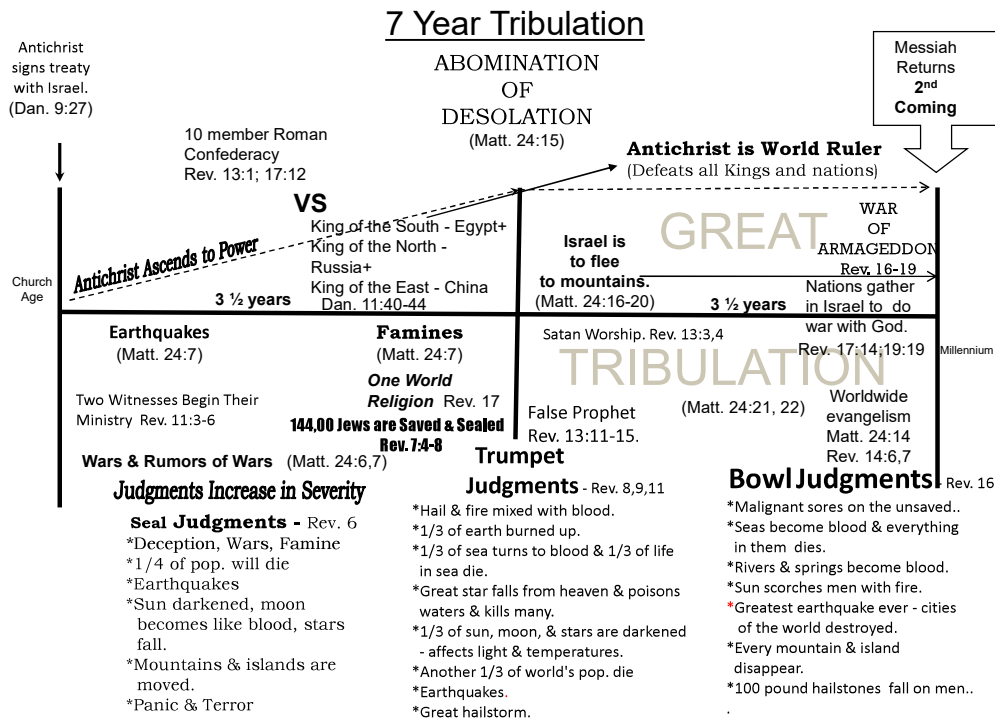 7 Year Tribulation
Antichrist
signs treaty
with Israel.
(Dan. 9:27)
ABOMINATION
OF
DESOLATION
(Matt. 24:15)
Messiah
Returns
2nd
Coming
10 member Roman
Confederacy
Rev. 13:1; 17:12
VS
King of the South - Egypt+
King of the North -
Russia+
King of the East - China
Dan. 11:40-44
Antichrist is World Ruler
(Defeats all Kings and nations)
Antichrist Ascends to Power
Church
Age
3 ½ years
Israel is
to flee
to mountains.
(Matt. 24:16-20)
GREAT
WAR
OF
ARMAGEDDON
Rev. 16-19
3 ½ years
Nations gather
in Israel to do
war with God.
Rev. 17:14;19:19
Millennium
Earthquakes
(Matt. 24:7)
Famines
(Matt. 24:7)
One World
Religion Rev. 17
Two Witnesses Begin Their
Ministry Rev. 11:3-6
144,00 Jews are Saved & Sealed
Rev. 7:4-8
Wars & Rumors of Wars (Matt. 24:6,7)
Satan Worship. Rev. 13:3,4
TRIBULATION
(Matt. 24:21, 22)
False Prophet
Rev. 13:11-15.
Worldwide
evangelism
Matt. 24:14
Rev. 14:6,7
Judgments Increase in Severity
Seal Judgments - Rev. 6
*Deception, Wars, Famine
*1/4 of pop. will die
*Earthquakes
*Sun darkened, moon
becomes like blood, stars
fall.
*Mountains & islands are
moved.
*Panic & Terror
Trumpet
Judgments - Rev. 8,9,11
*Hail & fire mixed with blood.
*1/3 of earth burned up.
*1/3 of sea turns to blood & 1/3 of life
in sea die.
*Great star falls from heaven & poisons
waters & kills many.
*1/3 of sun, moon, & stars are darkened
- affects light & temperatures.
*Another 1/3 of world's pop. die
*Earthquakes.
*Great hailstorm.
Bowl Judgments - Rev. 16
*Malignant sores on the unsaved..
*Seas become blood & everything
in them dies.
*Rivers & springs become blood.
*Sun scorches men with fire.
*Greatest earthquake ever - cities
of the world destroyed.
*Every mountain & island
disappear.
*100 pound hailstones fall on men..
.